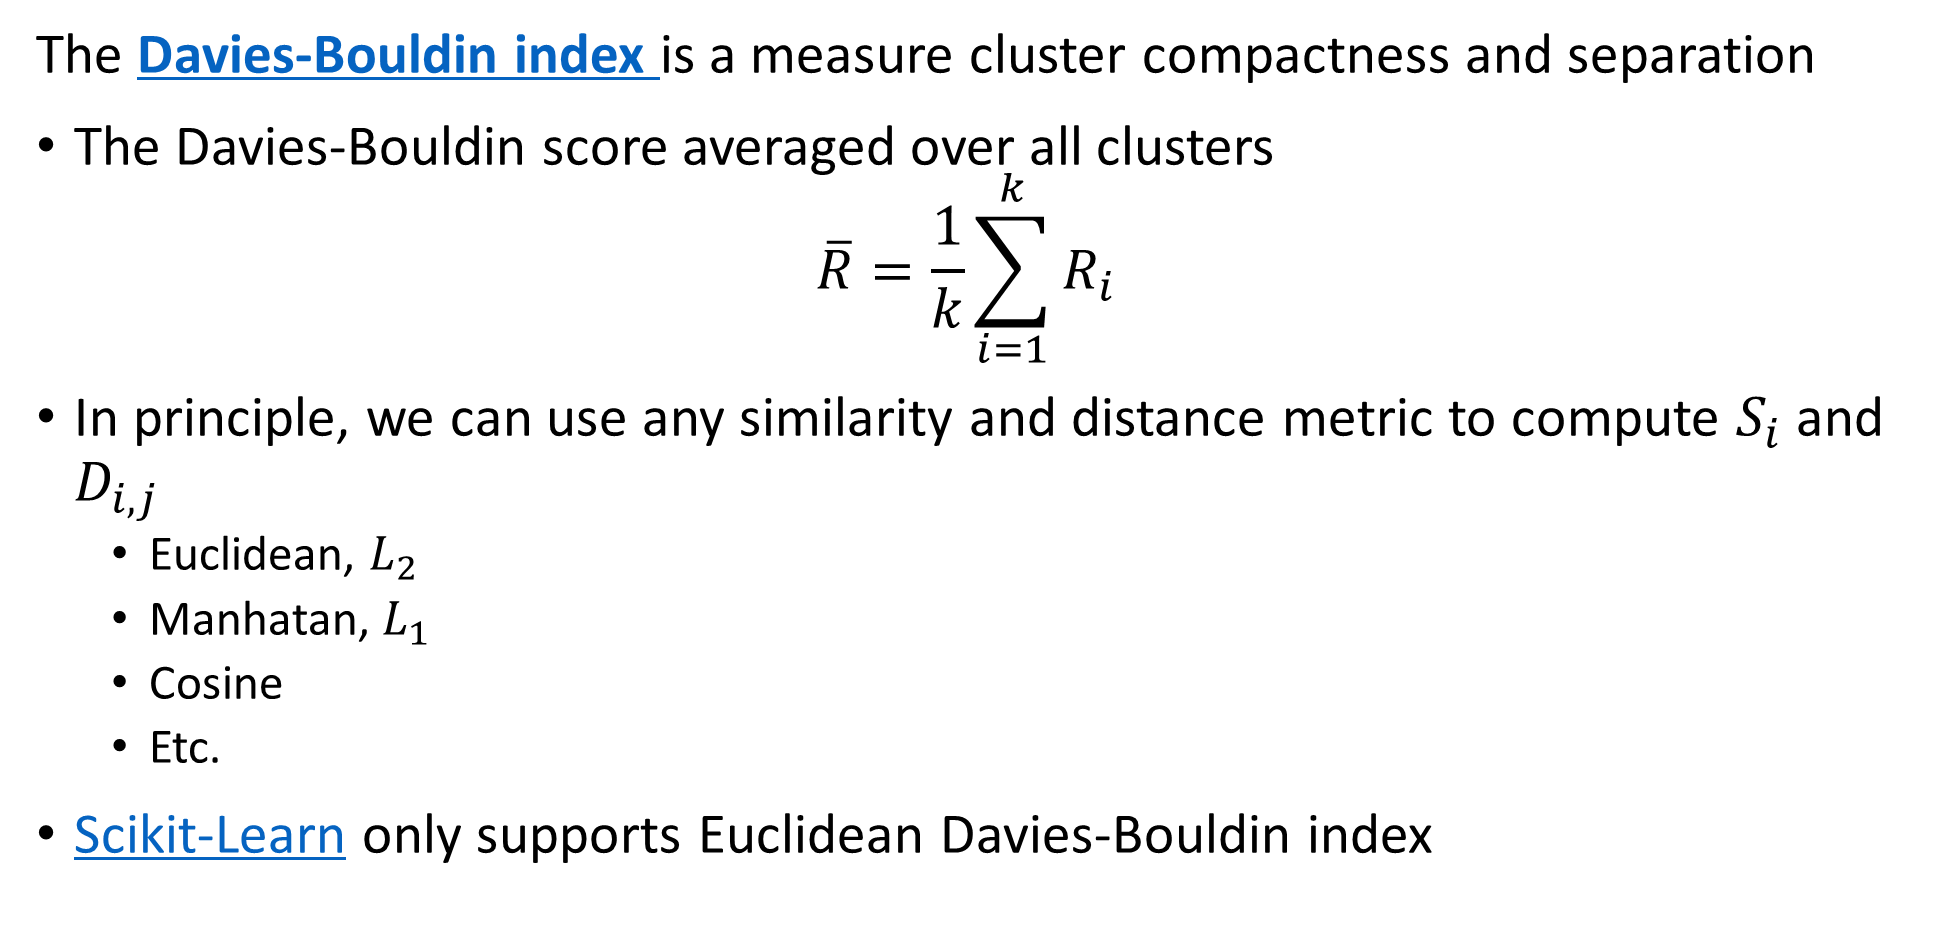 The Davies-Bouldin index is a measure cluster compactness and separation
• The Davies-Bouldin score averaged over all clusters
R̄ = 1/k ∑_{i=1}^{k} R_i
• In principle, we can use any similarity and distance metric to compute S_i and
D_{i,j}
• Euclidean, L_2
• Manhatan, L_1
• Cosine
• Etc.
• Scikit-Learn only supports Euclidean Davies-Bouldin index